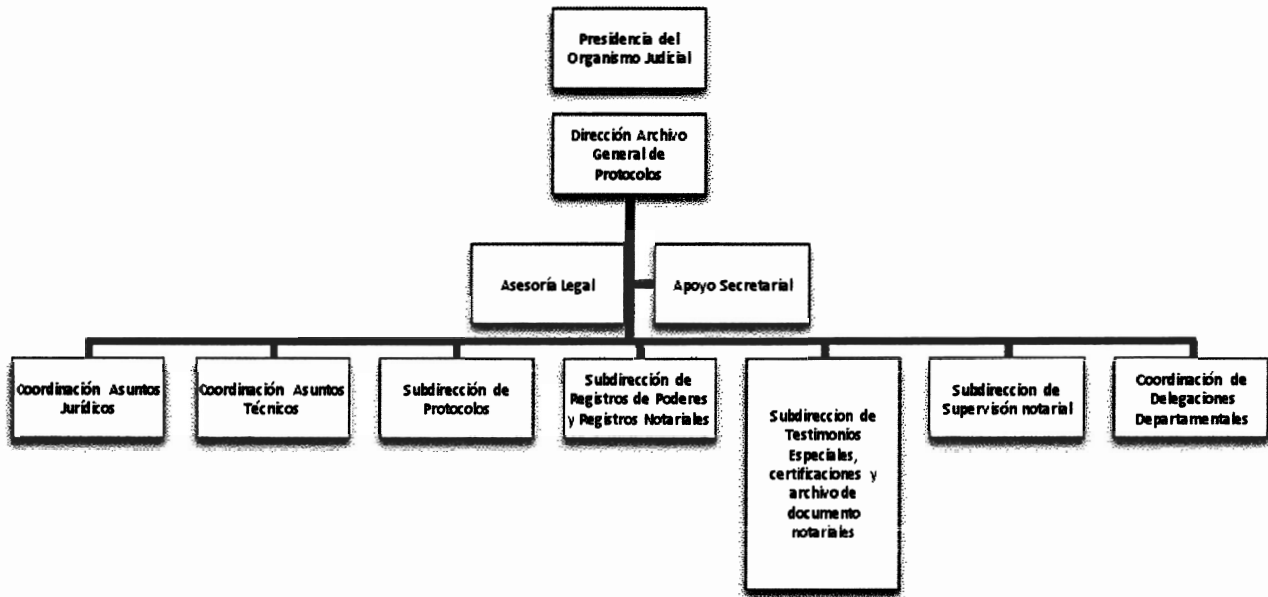 Presidencia del
Organismo Judicial
Dirección Archivo
General de
Protocolos
Asesoría Legal
Apoyo Secretarial
Coordinación Asuntos
Jurídicos
Coordinación Asuntos
Técnicos
Subdirección de
Protocolos
Subdirección de
Registros de Poderes
y Registros Notariales
Subdireccion de
Testimonios
Especiales,
certificaciones y
archivo de
documento
notariales
Subdireccion de
Supervisón notarial
Coordinación de
Delegaciones
Departamentales